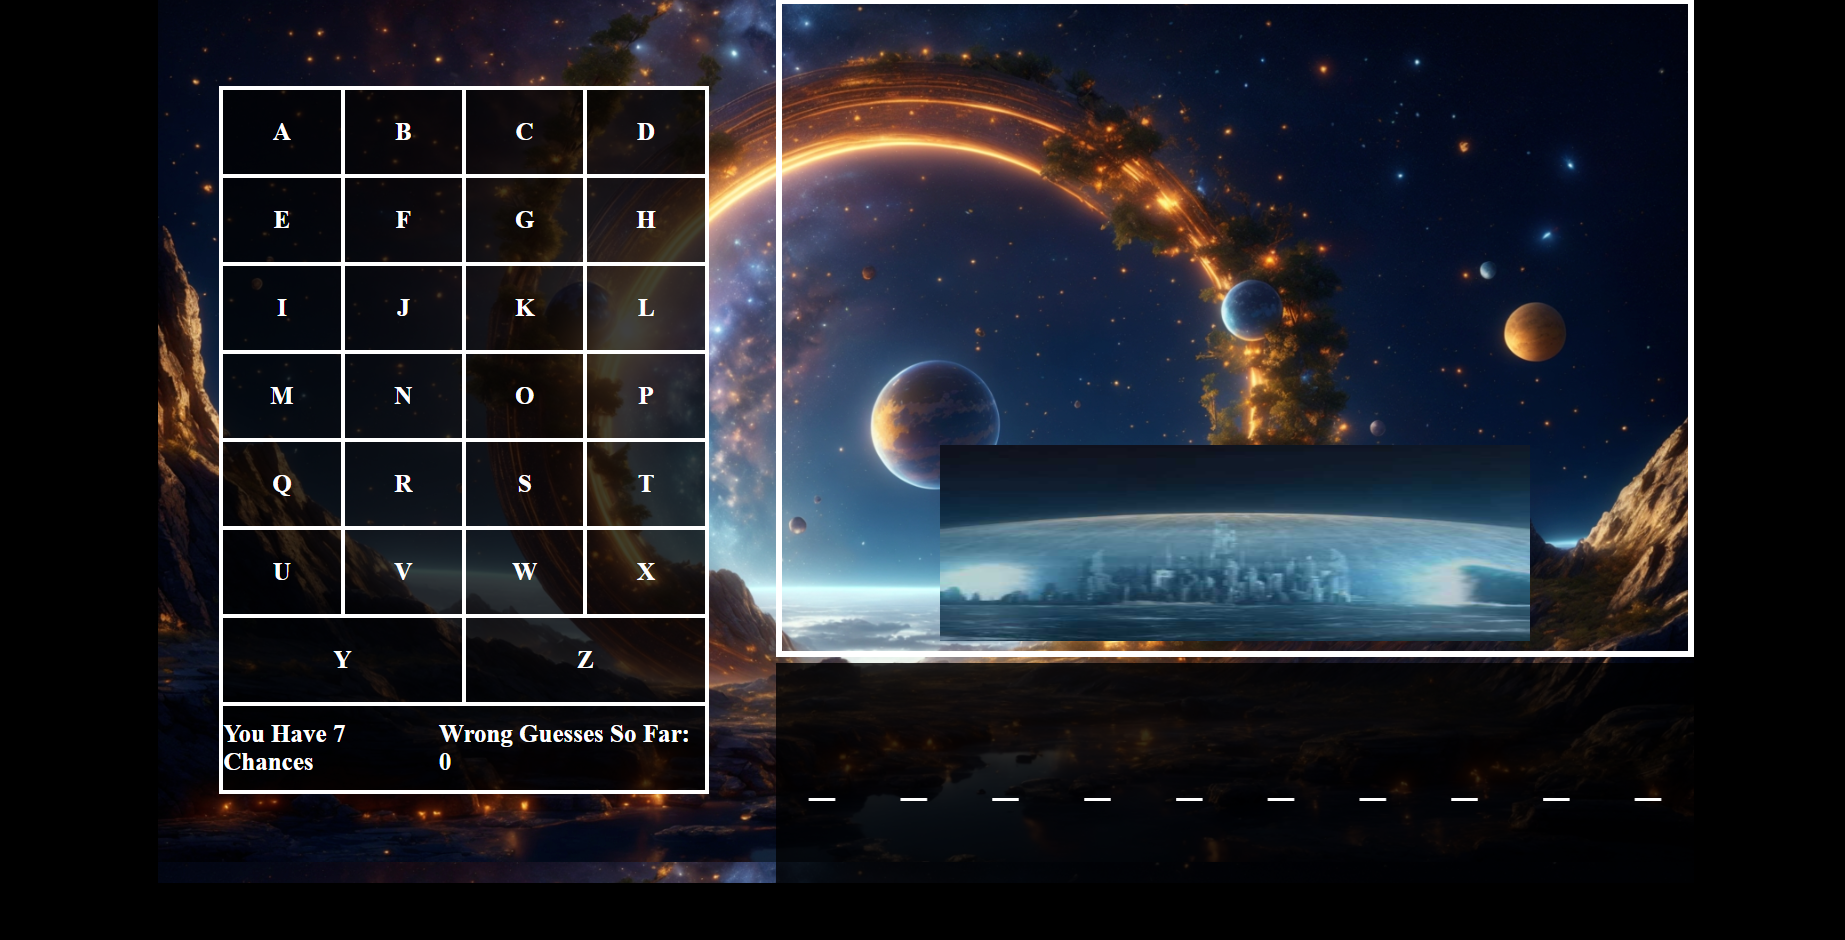 A B C D
E F G H
I J K L
M N O P
Q R S T
U V W X
Y Z
You Have 7
Chances
Wrong Guesses So Far:
0
_ _ _ _ _ _ _ _ _ _